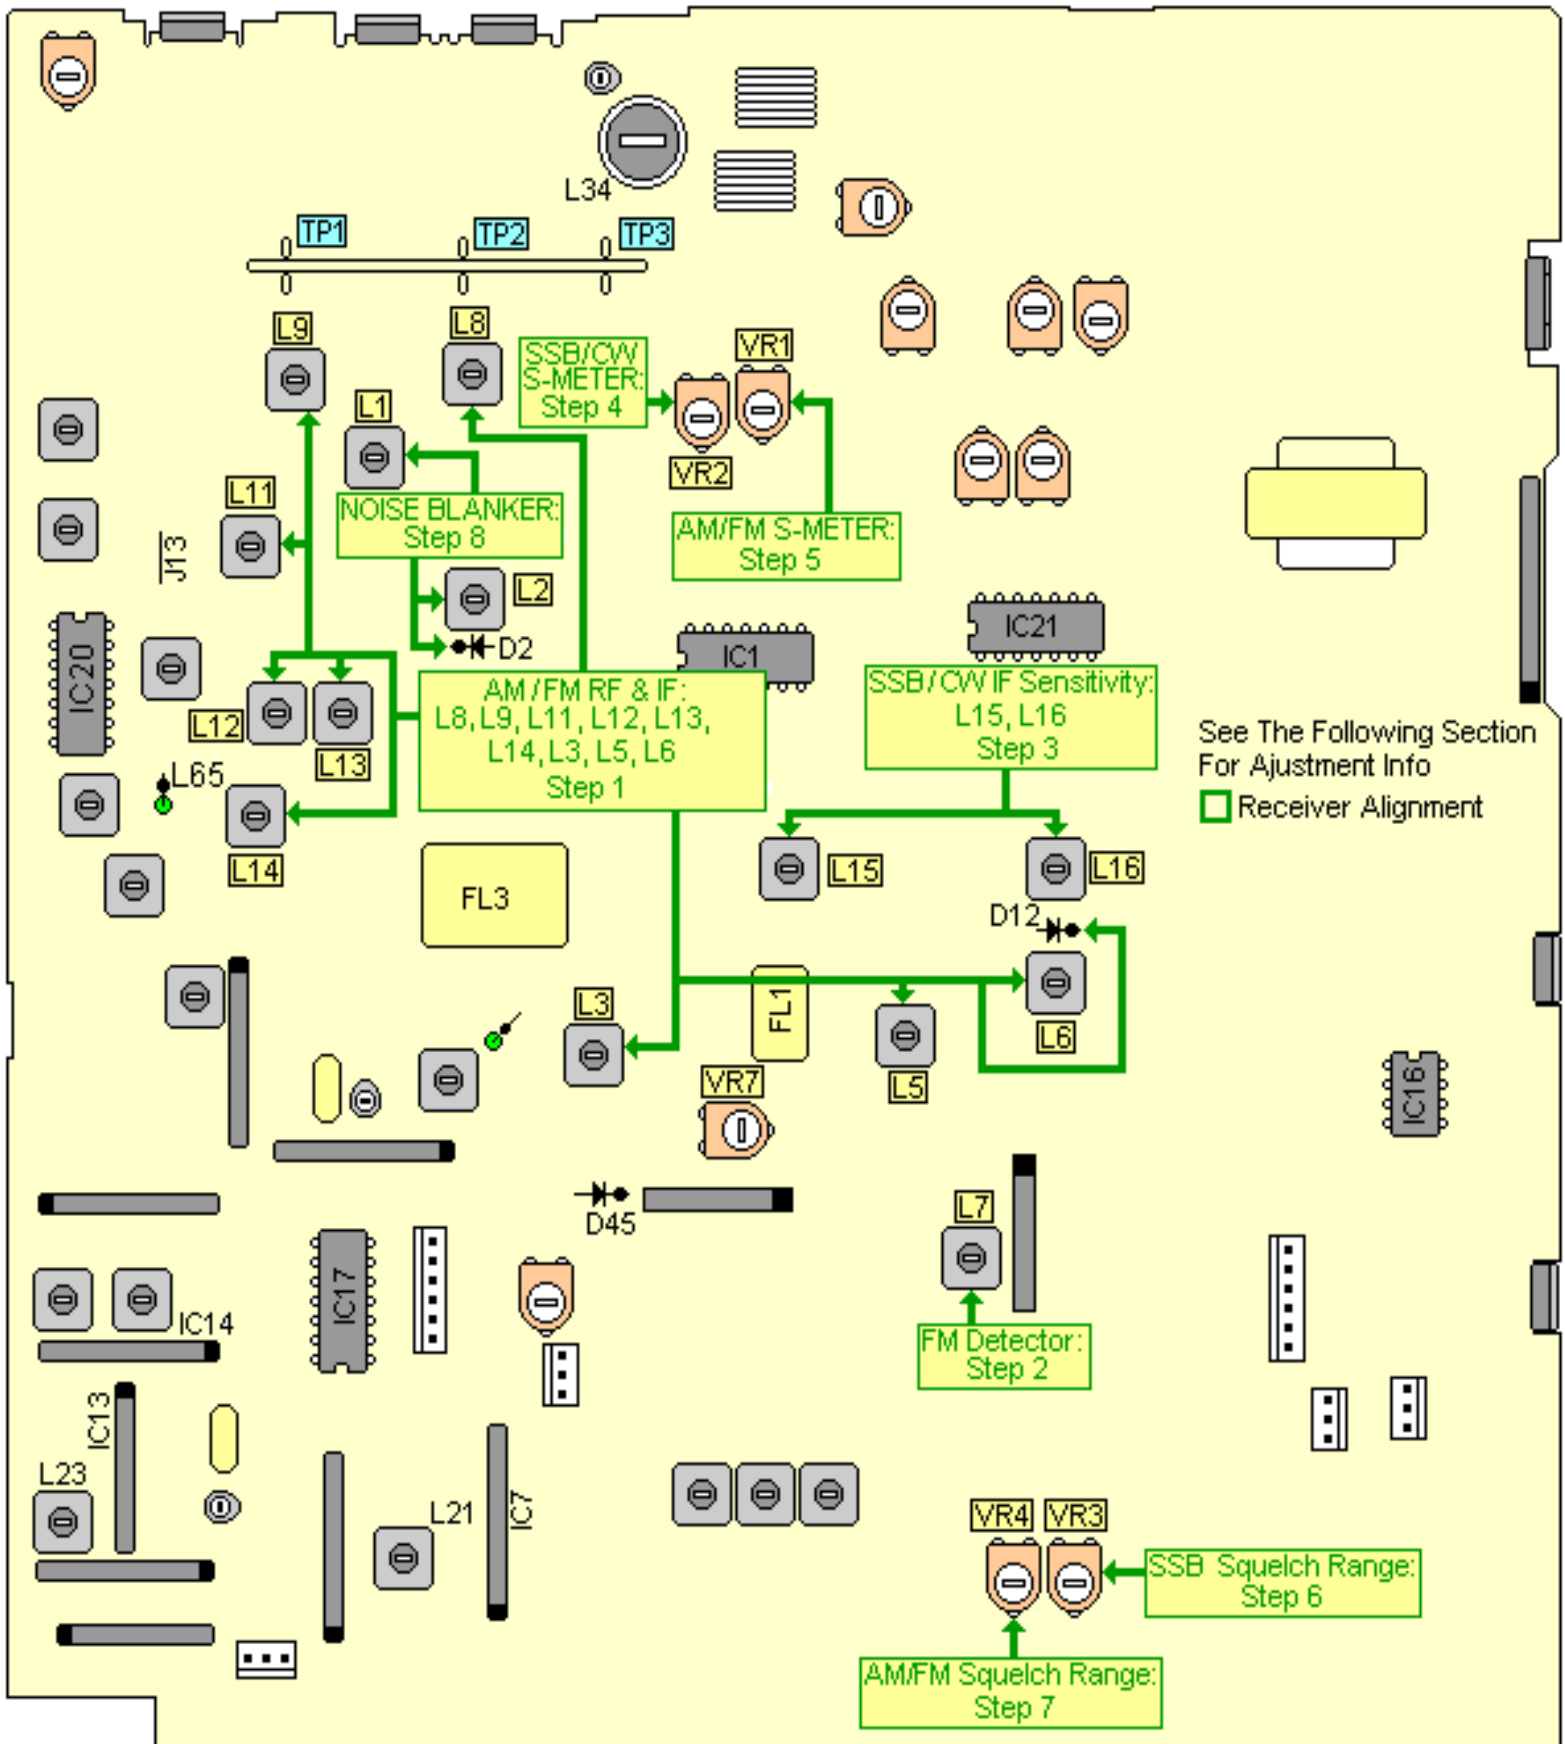 L34
TP1
TP2
TP3
L9
L8
SSB/CW
S-METER:
Step 4
VR1
L1
VR2
L11
NOISE BLANKER:
Step 8
AM/FM S-METER:
Step 5
J13
L2
D2
IC20
IC1
IC21
AM/FM RF & IF:
L8, L9, L11, L12, L13,
L14, L3, L5, L6
Step 1
SSB/CW IF Sensitivity:
L15, L16
Step 3
L12
L13
See The Following Section
For Ajustment Info
Receiver Alignment
L65
L14
L15
L16
FL3
D12
L3
FL1
L6
L5
VR7
IC16
D45
L7
IC17
IC14
FM Detector:
Step 2
IC13
L23
L21
IC7
VR4
VR3
SSB Squelch Range:
Step 6
AM/FM Squelch Range:
Step 7